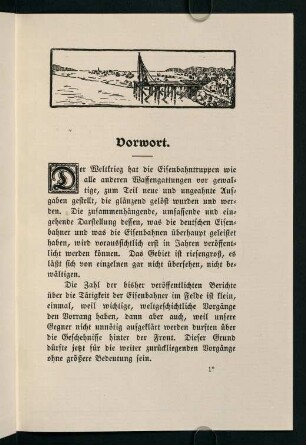 Vorwort.
Der Weltkrieg hat die Eisenbahntruppen wie
alle anderen Waffengattungen vor gewal-
tige, zum Teil neue und ungeahnte Auf-
gaben gestellt, die glänzend gelöst wurden und wer-
den. Die zusammenhängende, umfassende und ein-
gehende Darstellung dessen, was die deutschen Eisen-
bahner und was die Eisenbahnen überhaupt geleistet
haben, wird voraussichtlich erst in Jahren veröffent-
licht werden können. Das Gebiet ist riesengroß, es
läßt sich von einzelnen gar nicht übersehen, nicht be-
wältigen.
Die Zahl der bisher veröffentlichten Berichte
über die Tätigkeit der Eisenbahner im Felde ist klein,
einmal, weil wichtige, weltgeschichtliche Vorgänge
den Vorrang haben, dann aber auch, weil unsere
Gegner nicht unnötig aufgeklärt werden durften über
die Geschehnisse hinter der Front. Dieser Grund
dürfte jetzt für die weiter zurückliegenden Vorgänge
ohne größere Bedeutung sein.
1*